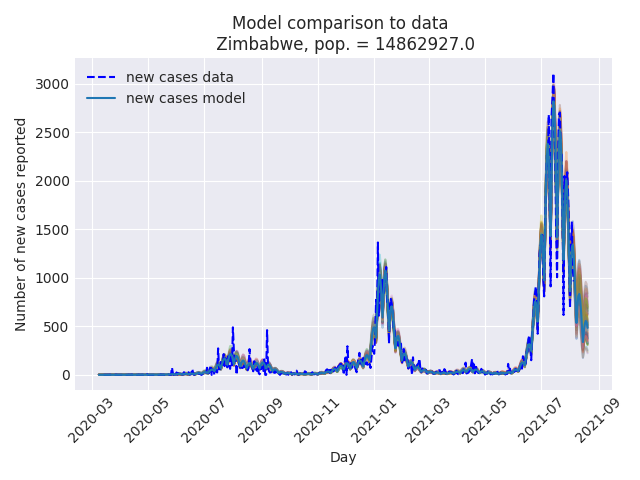 Model comparison to data
Zimbabwe, pop. = 14862927.0
new cases data
new cases model
Number of new cases reported
3000
2500
2000
1500
1000
500
0
2020-03
2020-05
2020-07
2020-09
2020-11
2021-01
2021-03
2021-05
2021-07
2021-09
Day